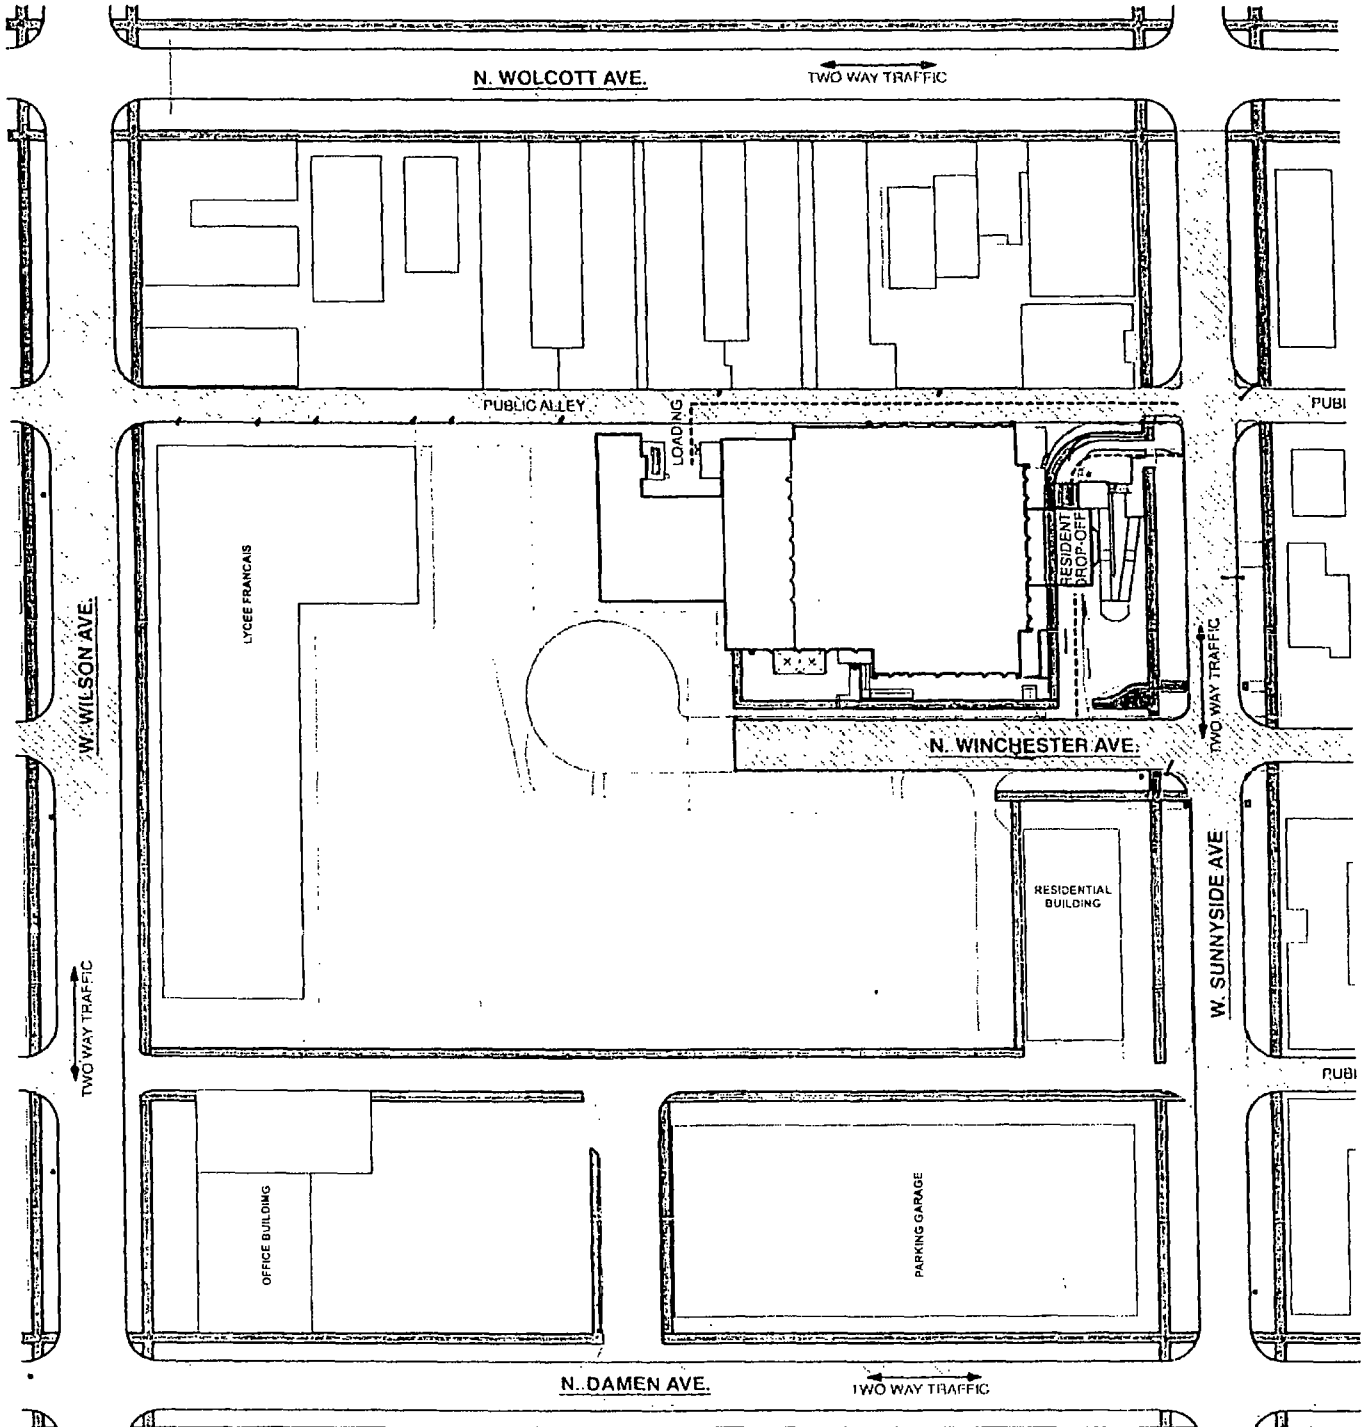 N. WOLCOTT AVE.
TWO WAY TRAFFIC
PUBLIC ALLEY
LOADING
PUBI
LYCEE FRANCAIS
RESIDENT
DROP-OFF
W. WILSON AVE.
TWO WAY TRAFFIC
N. WINCHESTER AVE.
RESIDENTIAL
BUILDING
W. SUNNYSIDE AVE
TWO WAY TRAFFIC
PUBI
OFFICE BUILDING
PARKING GARAGE
N. DAMEN AVE.
TWO WAY TRAFFIC